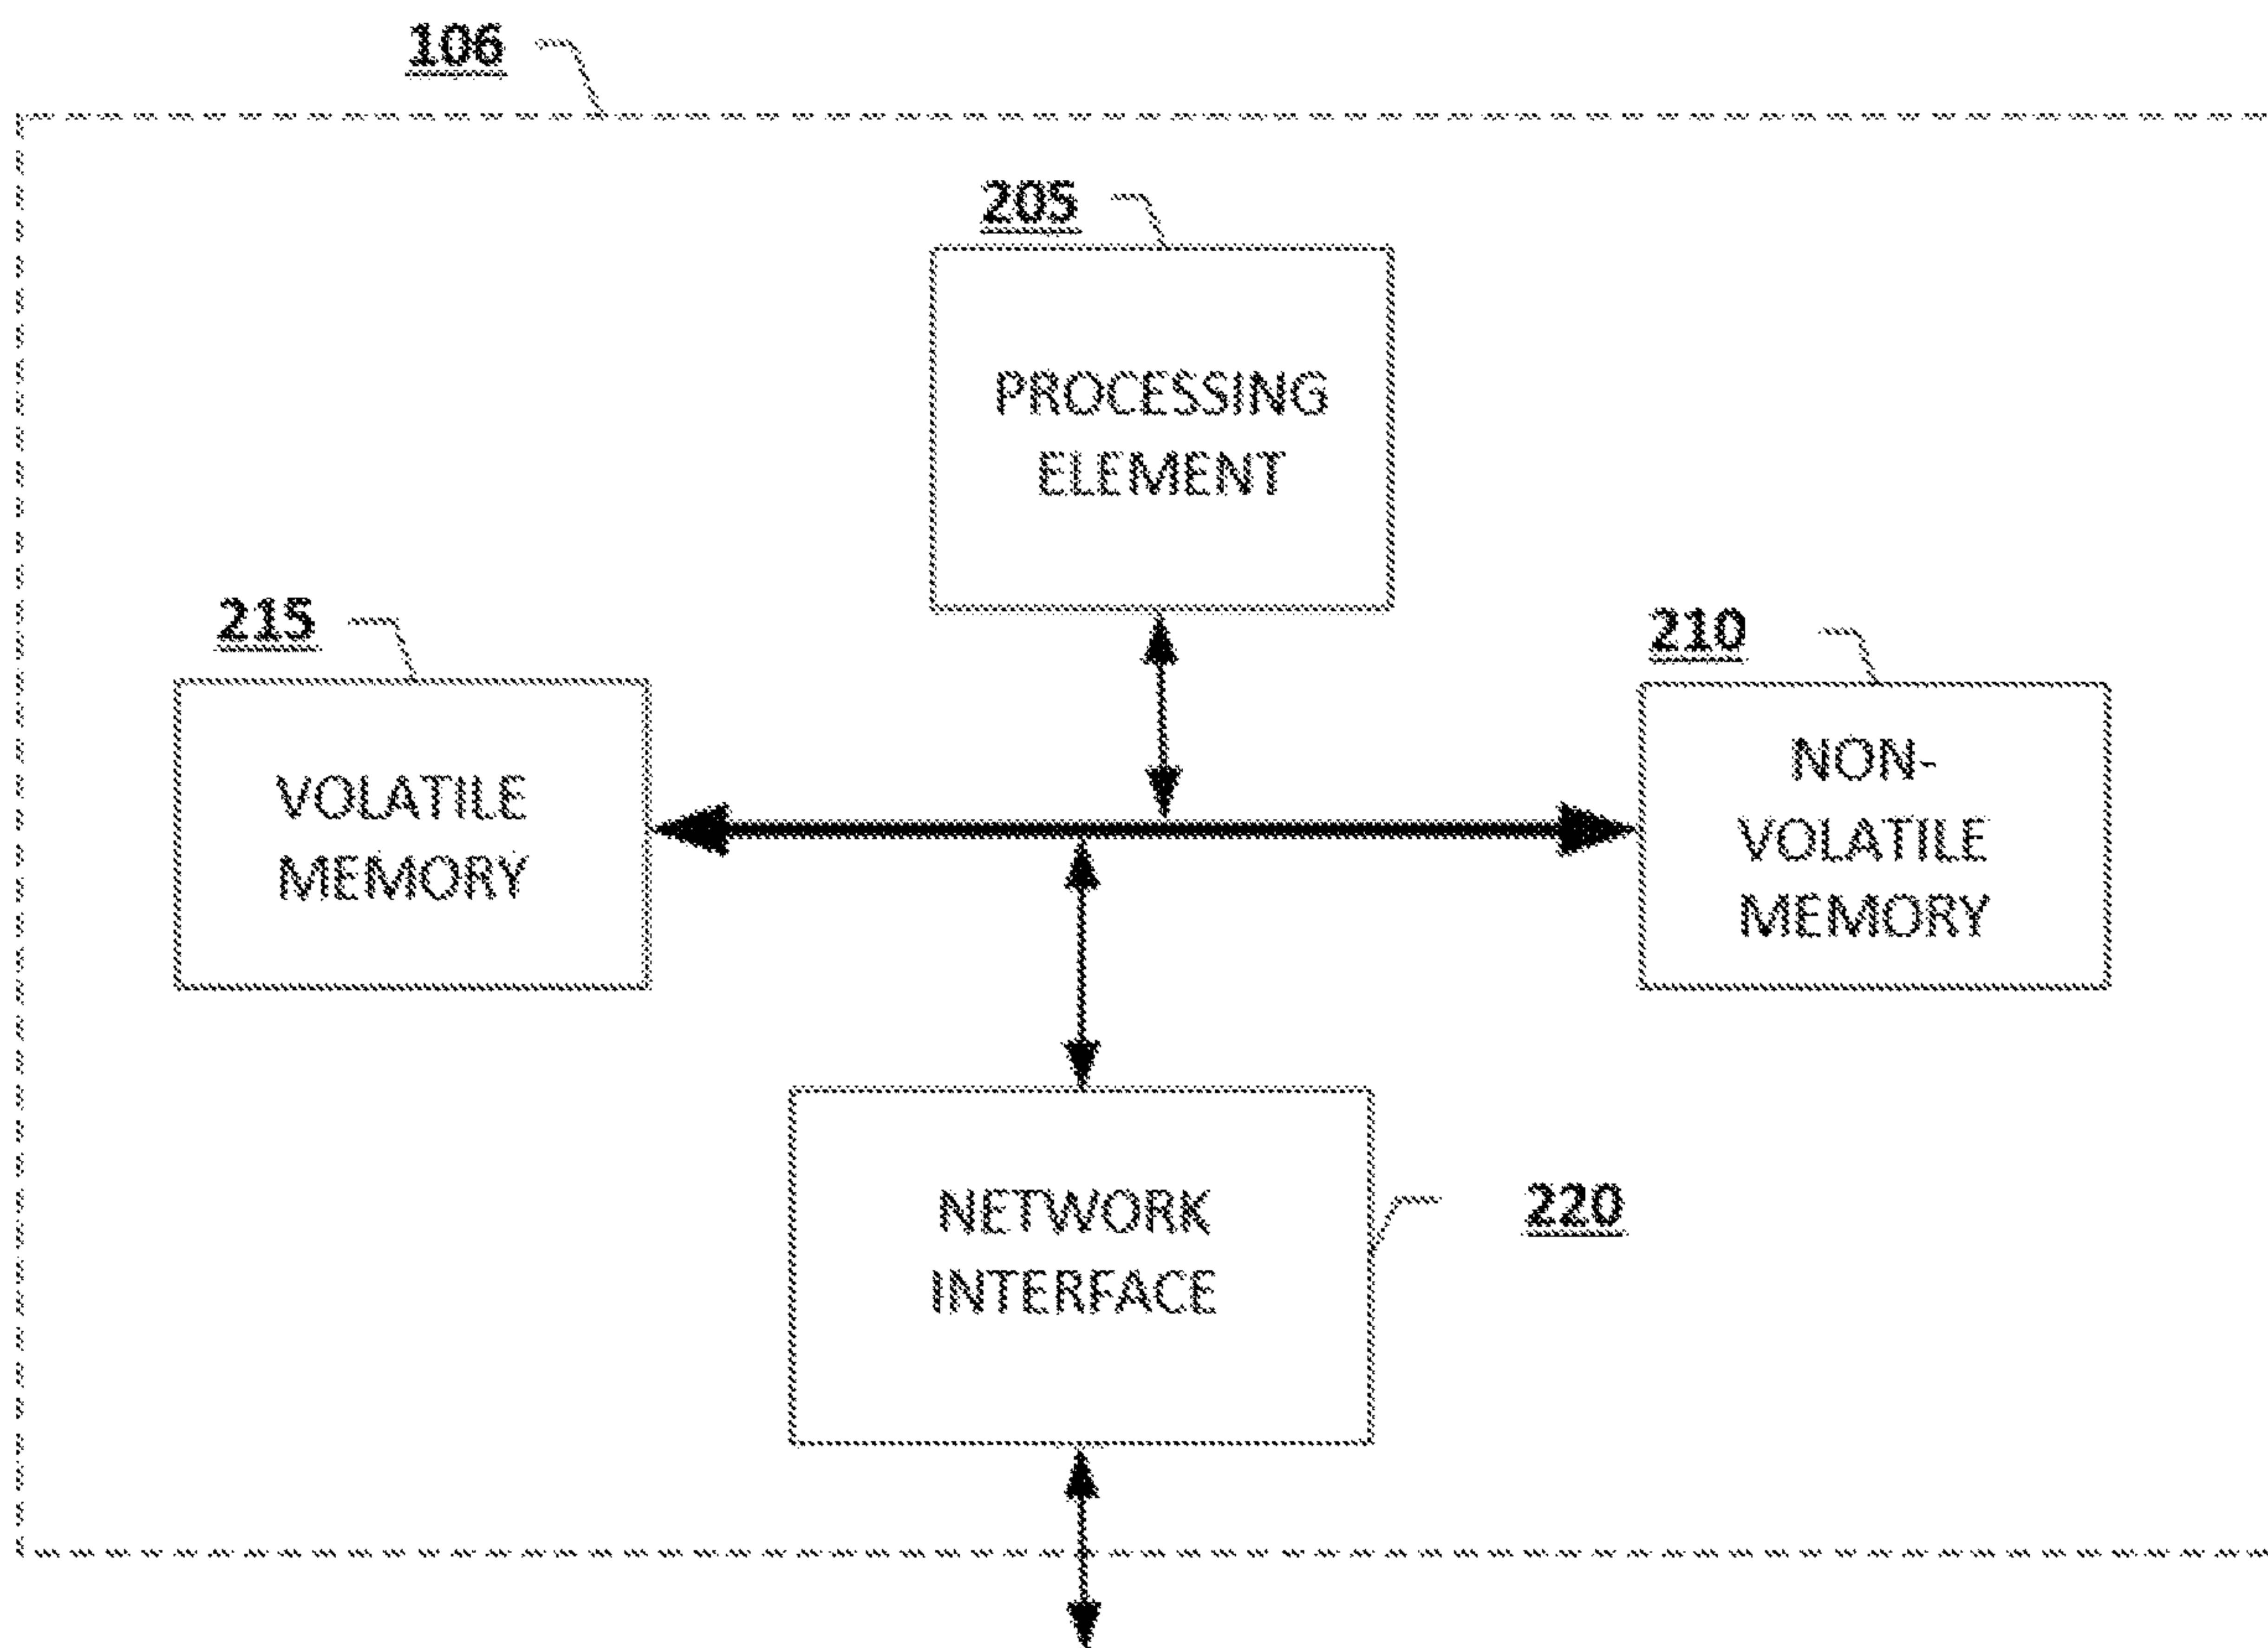 106
205
PROCESSING
ELEMENT
215
VOLATILE
MEMORY
210
NON-
VOLATILE
MEMORY
NETWORK
INTERFACE
220